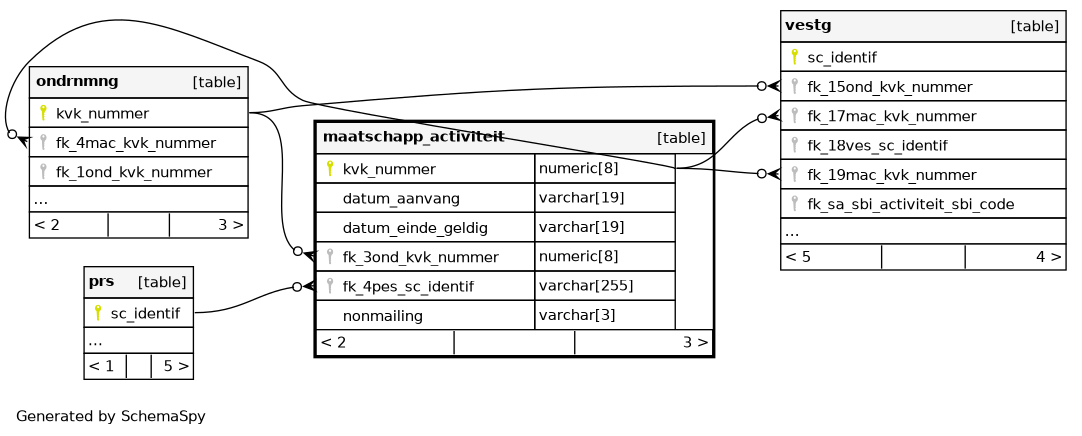 ondrnmng [table]
kvk_nummer
fk_4mac_kvk_nummer
fk_1ond_kvk_nummer
...
< 2 3 >
prs [table]
sc_identif
...
< 1 5 >
maatschapp_activiteit [table]
kvk_nummer numeric[8]
datum_aanvang varchar[19]
datum_einde_geldig varchar[19]
fk_3ond_kvk_nummer numeric[8]
fk_4pes_sc_identif varchar[255]
nonmailing varchar[3]
< 2 3 >
vestg [table]
sc_identif
fk_15ond_kvk_nummer
fk_17mac_kvk_nummer
fk_18ves_sc_identif
fk_19mac_kvk_nummer
fk_sa_sbi_activiteit_sbi_code
...
< 5 4 >
Generated by SchemaSpy